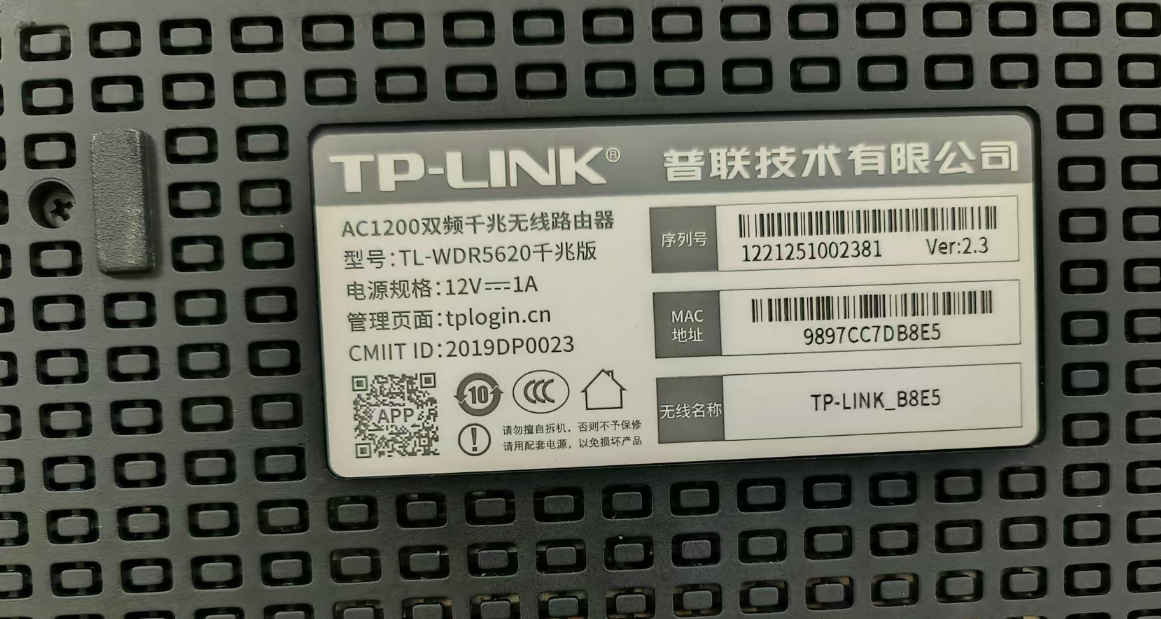 TP-LINK® 普联技术有限公司
AC1200双频千兆无线路由器
型号:TL-WDR5620千兆版
电源规格:12V⎓1A
管理页面:tplogin.cn
CMIIT ID:2019DP0023
APP
10
CCC
请勿擅自拆机，否则不予保修
请用配套电源，以免损坏产品
序列号
1221251002381 Ver:2.3
MAC
地址
9897CC7DB8E5
无线名称
TP-LINK_B8E5